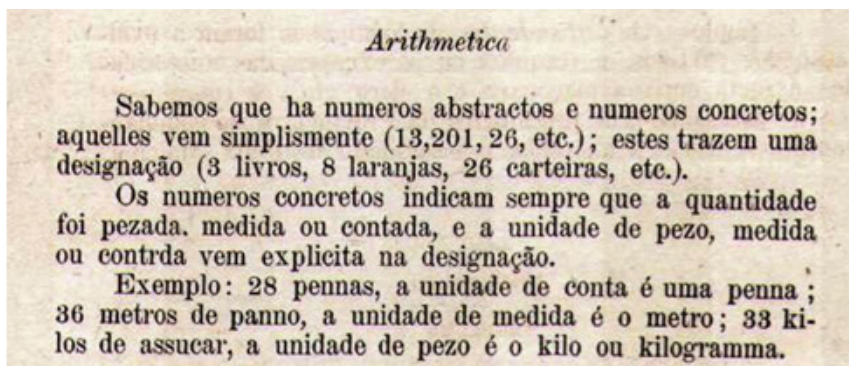 Arithmetica
Sabemos que ha numeros abstractos e numeros concretos;
aquelles vem simplismente (13,201, 26, etc.); estes trazem uma
designação (3 livros, 8 laranjas, 26 carteiras, etc.).
Os numeros concretos indicam sempre que a quantidade
foi pezada. medida ou contada, e a unidade de pezo, medida
ou contrda vem explicita na designação.
Exemplo: 28 pennas, a unidade de conta é uma penna ;
36 metros de panno, a unidade de medida é o metro; 33 ki-
los de assucar, a unidade de pezo é o kilo ou kilogramma.